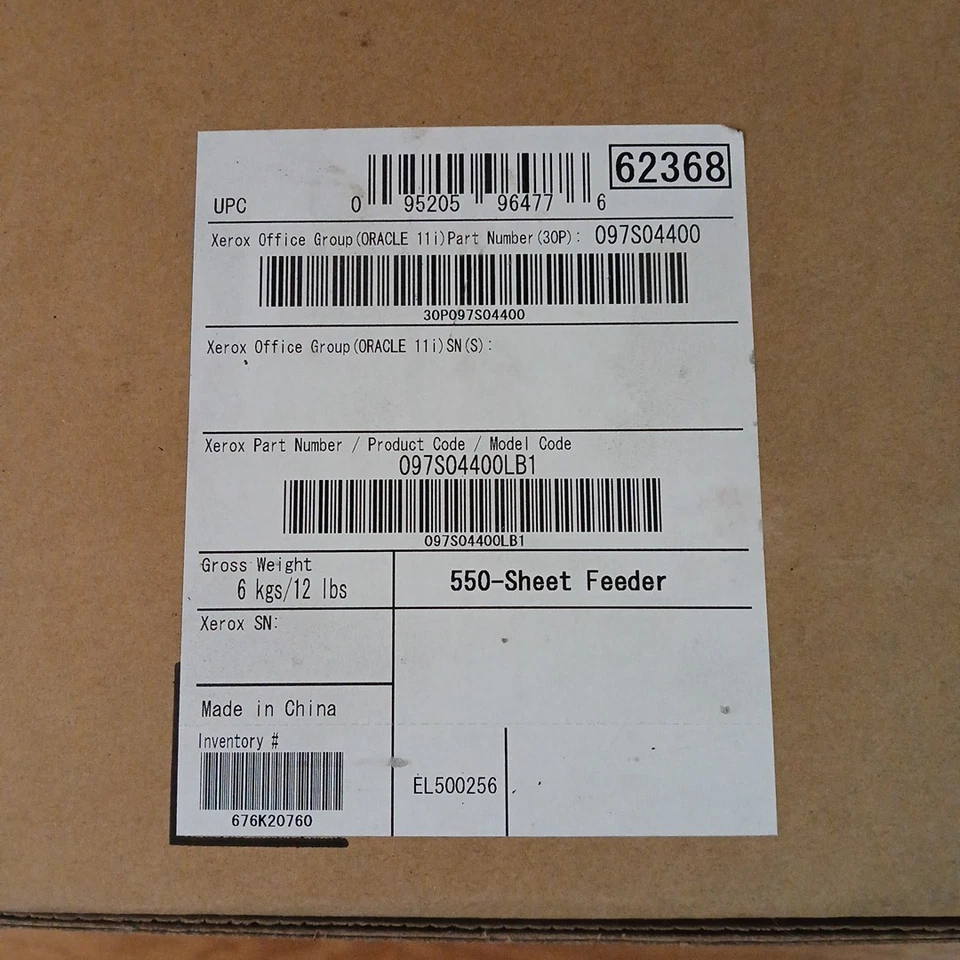 62368
UPC
0 95205 96477 6
Xerox Office Group(ORACLE 11i)Part Number(30P): 097S04400
30P097S04400
Xerox Office Group(ORACLE 11i)SN(S):
Xerox Part Number / Product Code / Model Code
097S04400LB1
097S04400LB1
Gross Weight
6 kgs/12 lbs
550-Sheet Feeder
Xerox SN:
Made in China
Inventory #
676K20760
EL500256